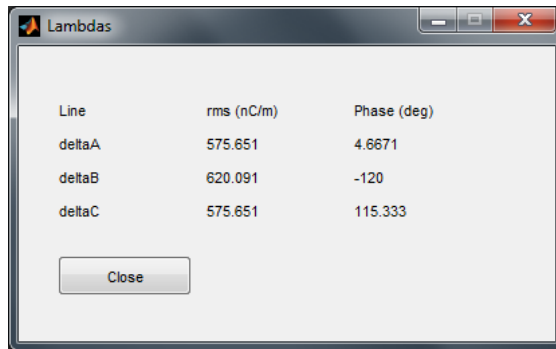 Lambdas
Line rms (nC/m) Phase (deg)
deltaA 575.651 4.6671
deltaB 620.091 -120
deltaC 575.651 115.333
Close